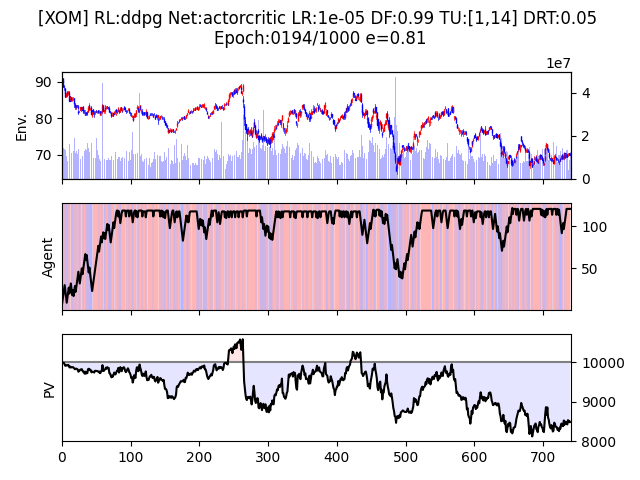 [XOM] RL:ddpg Net:actorcritic LR:1e-05 DF:0.99 TU:[1,14] DRT:0.05
Epoch:0194/1000 e=0.81
1e7
90
80
70
Env.
4
2
0
Agent
100
50
PV
10000
9000
8000
0 100 200 300 400 500 600 700